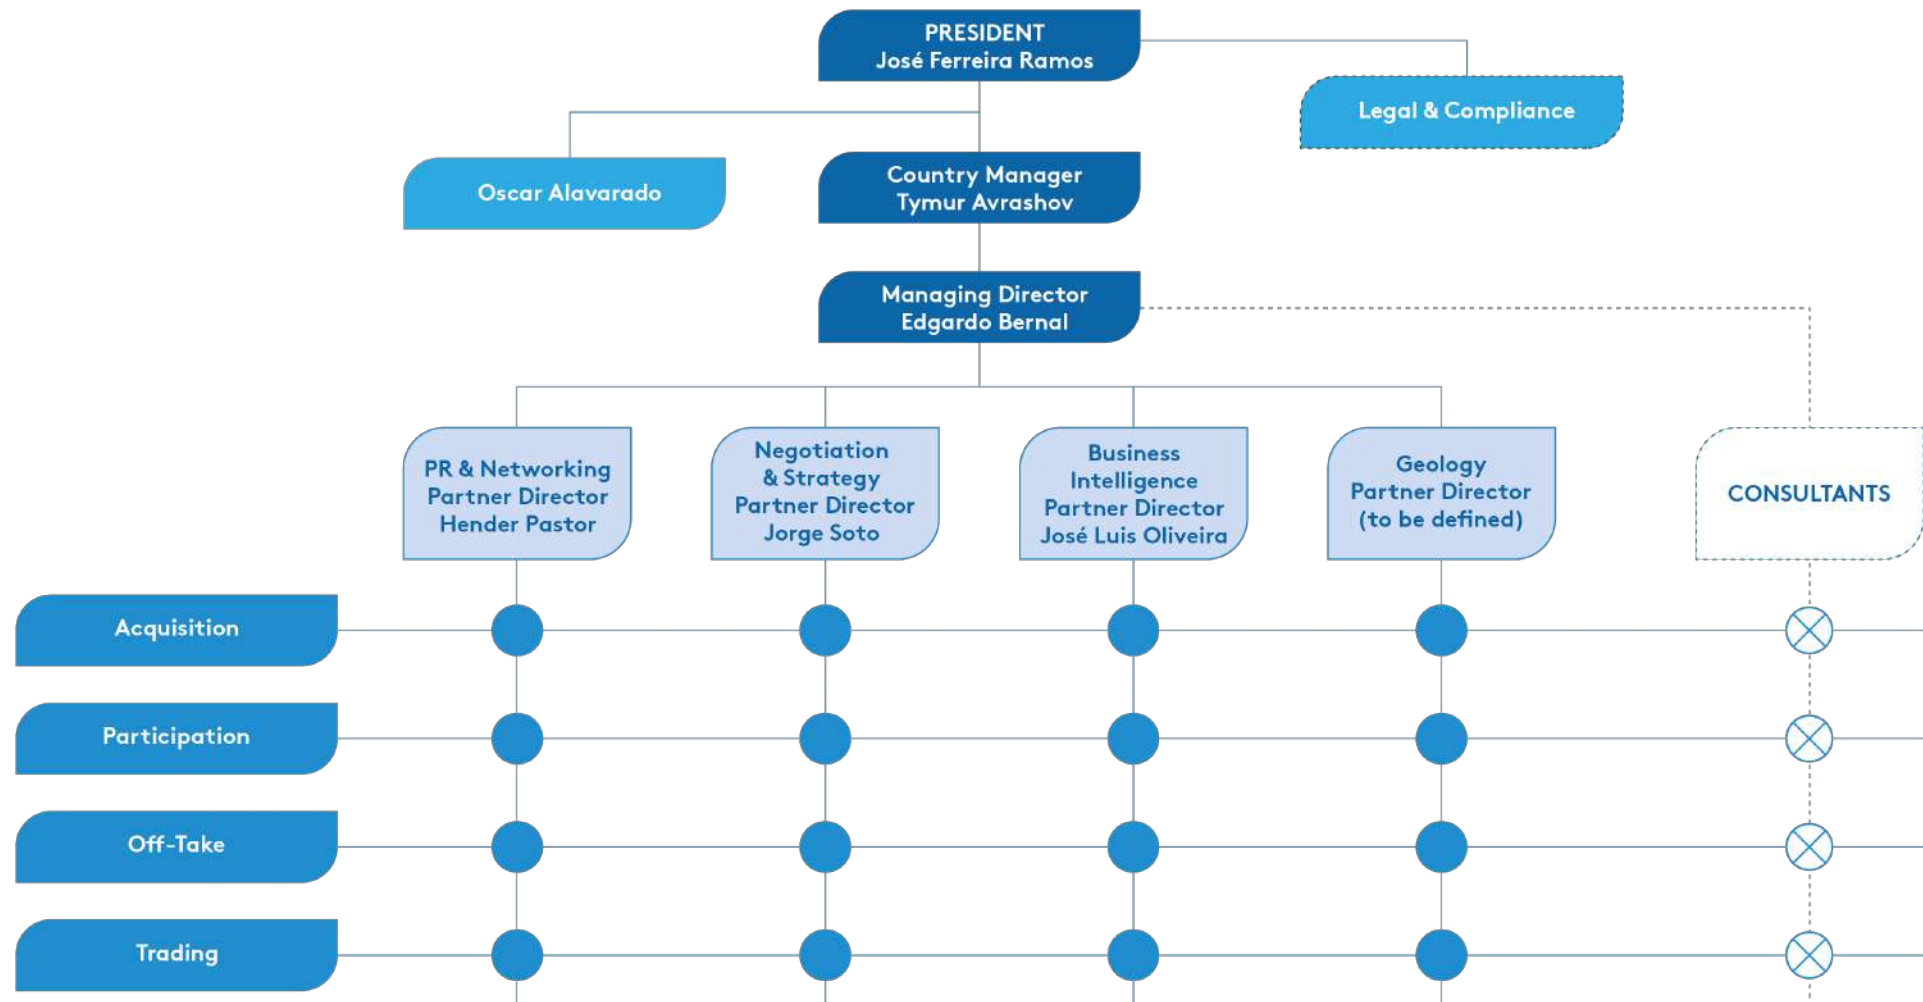 PRESIDENT
José Ferreira Ramos
Legal & Compliance
Oscar Alavarado
Country Manager
Tymur Avrashov
Managing Director
Edgardo Bernal
PR & Networking
Partner Director
Hender Pastor
Negotiation
& Strategy
Partner Director
Jorge Soto
Business
Intelligence
Partner Director
José Luis Oliveira
Geology
Partner Director
(to be defined)
CONSULTANTS
Acquisition
Participation
Off-Take
Trading